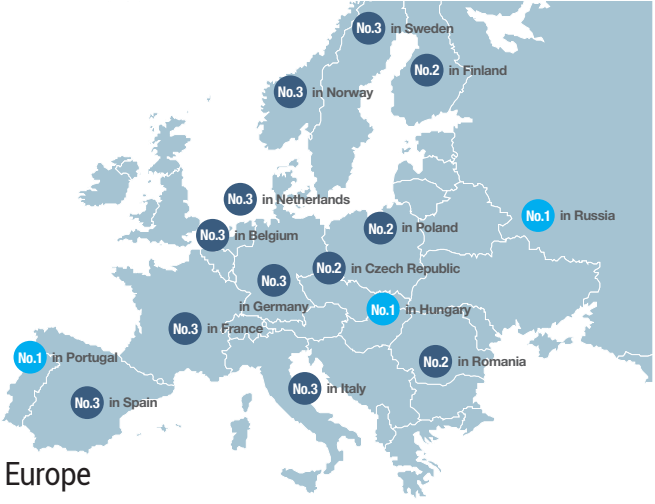 No.3 in Sweden
No.2 in Finland
No.3 in Norway
No.3 in Netherlands
No.1 in Russia
No.3 in Belgium
No.2 in Poland
No.2 in Czech Republic
No.3
in Germany
No.1 in Hungary
No.3 in France
No.1 in Portugal
No.2 in Romania
No.3 in Italy
No.3 in Spain
Europe